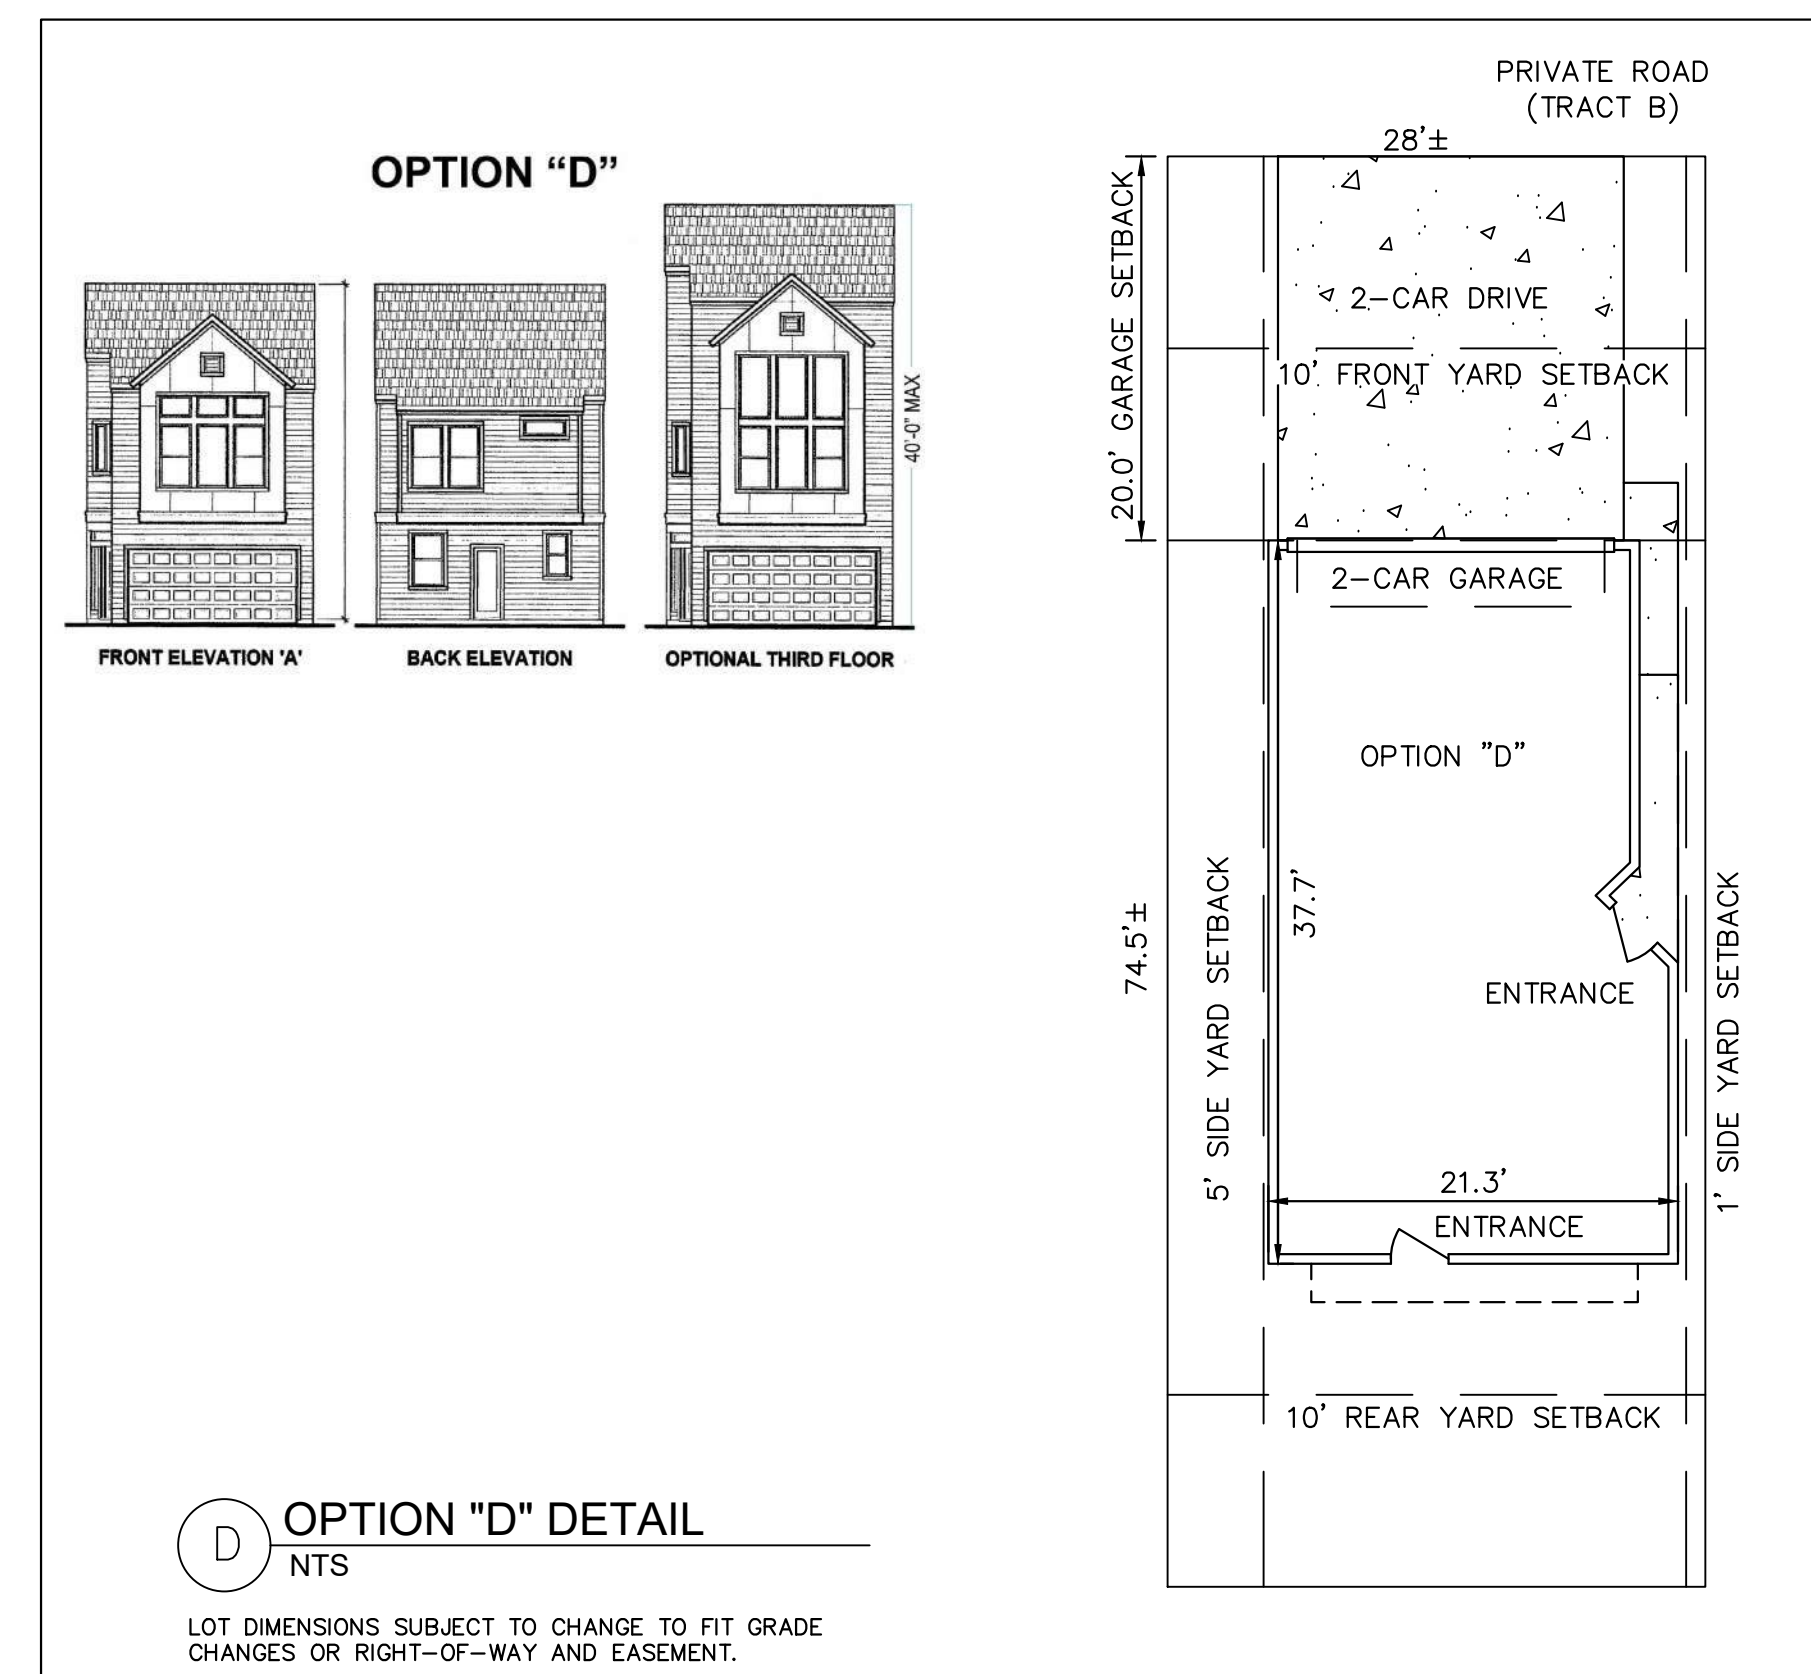 OPTION “D”
40'-0" MAX
FRONT ELEVATION 'A'
BACK ELEVATION
OPTIONAL THIRD FLOOR
PRIVATE ROAD
(TRACT B)
28'±
20.0' GARAGE SETBACK
2-CAR DRIVE
10' FRONT YARD SETBACK
2-CAR GARAGE
OPTION "D"
74.5'±
5' SIDE YARD SETBACK
37.7'
ENTRANCE
1' SIDE YARD SETBACK
21.3'
ENTRANCE
10' REAR YARD SETBACK
D
OPTION "D" DETAIL
NTS
LOT DIMENSIONS SUBJECT TO CHANGE TO FIT GRADE
CHANGES OR RIGHT-OF-WAY AND EASEMENT.